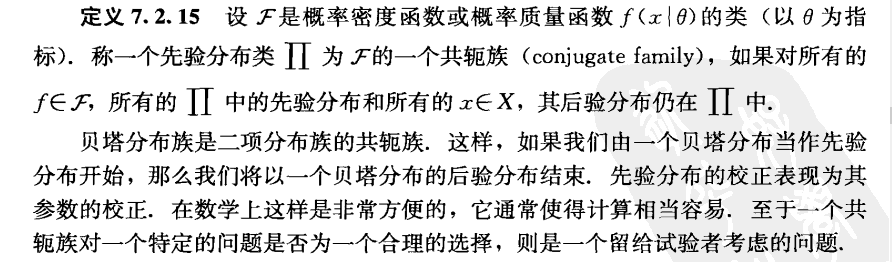 定义 7.2.15 设 ℱ是概率密度函数或概率质量函数 f(x|θ)的类（以 θ 为指
标）. 称一个先验分布类 ∏ 为 ℱ的一个共轭族（conjugate family），如果对所有的
f∈ℱ，所有的 ∏ 中的先验分布和所有的 x∈X，其后验分布仍在 ∏ 中.
贝塔分布族是二项分布族的共轭族. 这样，如果我们由一个贝塔分布当作先验
分布开始，那么我们将以一个贝塔分布的后验分布结束. 先验分布的校正表现为其
参数的校正. 在数学上这样是非常方便的，它通常使得计算相当容易. 至于一个共
轭族对一个特定的问题是否为一个合理的选择，则是一个留给试验者考虑的问题.